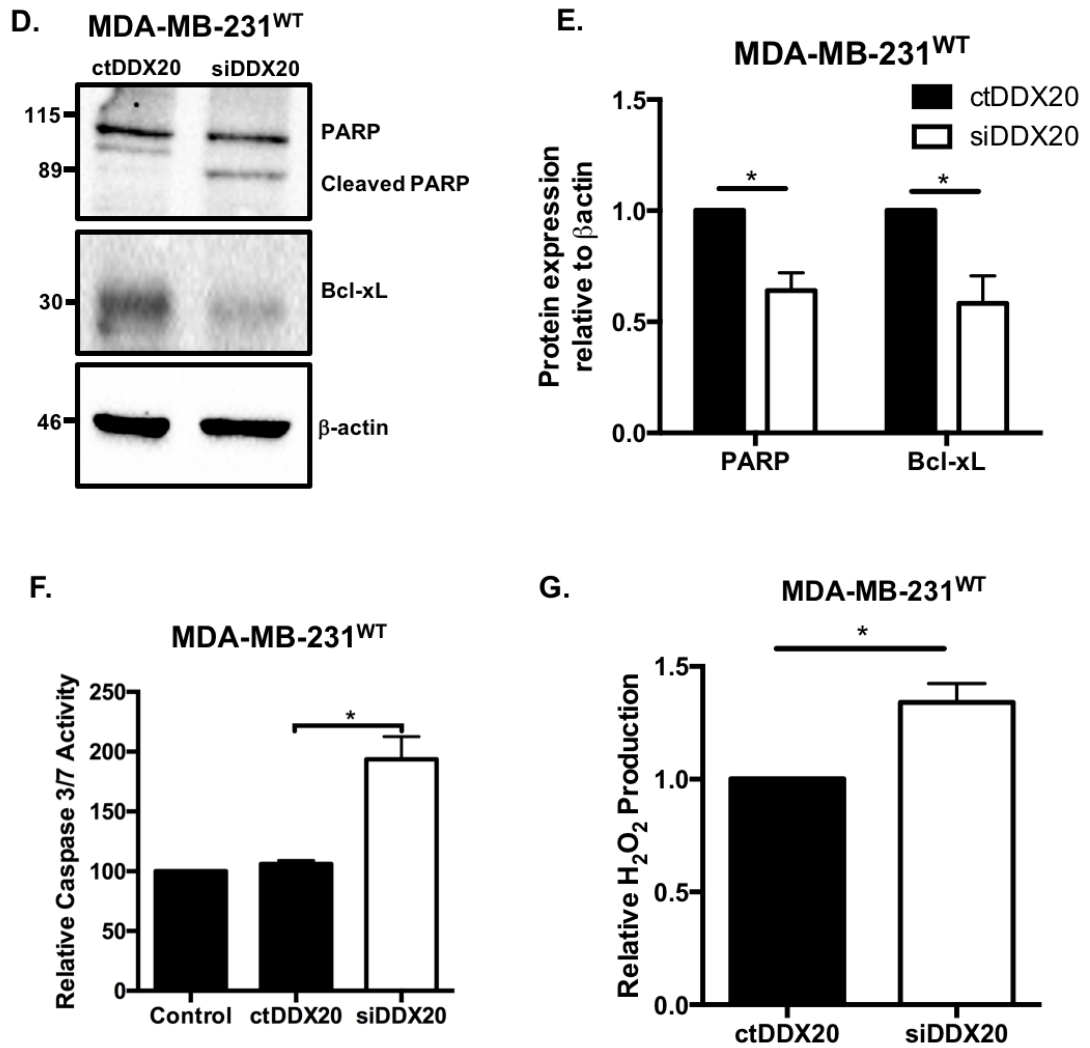 D.
MDA-MB-231WT
ctDDX20 siDDX20
115
PARP
89
Cleaved PARP
30
Bcl-xL
46
β-actin
E.
MDA-MB-231WT
ctDDX20
siDDX20
Protein expression
relative to βactin
1.5
1.0
0.5
0.0
* *
PARP Bcl-xL
F.
MDA-MB-231WT
Relative Caspase 3/7 Activity
250
200
150
100
50
0
*
Control ctDDX20 siDDX20
G.
MDA-MB-231WT
Relative H2O2 Production
1.5
1.0
0.5
0.0
*
ctDDX20 siDDX20